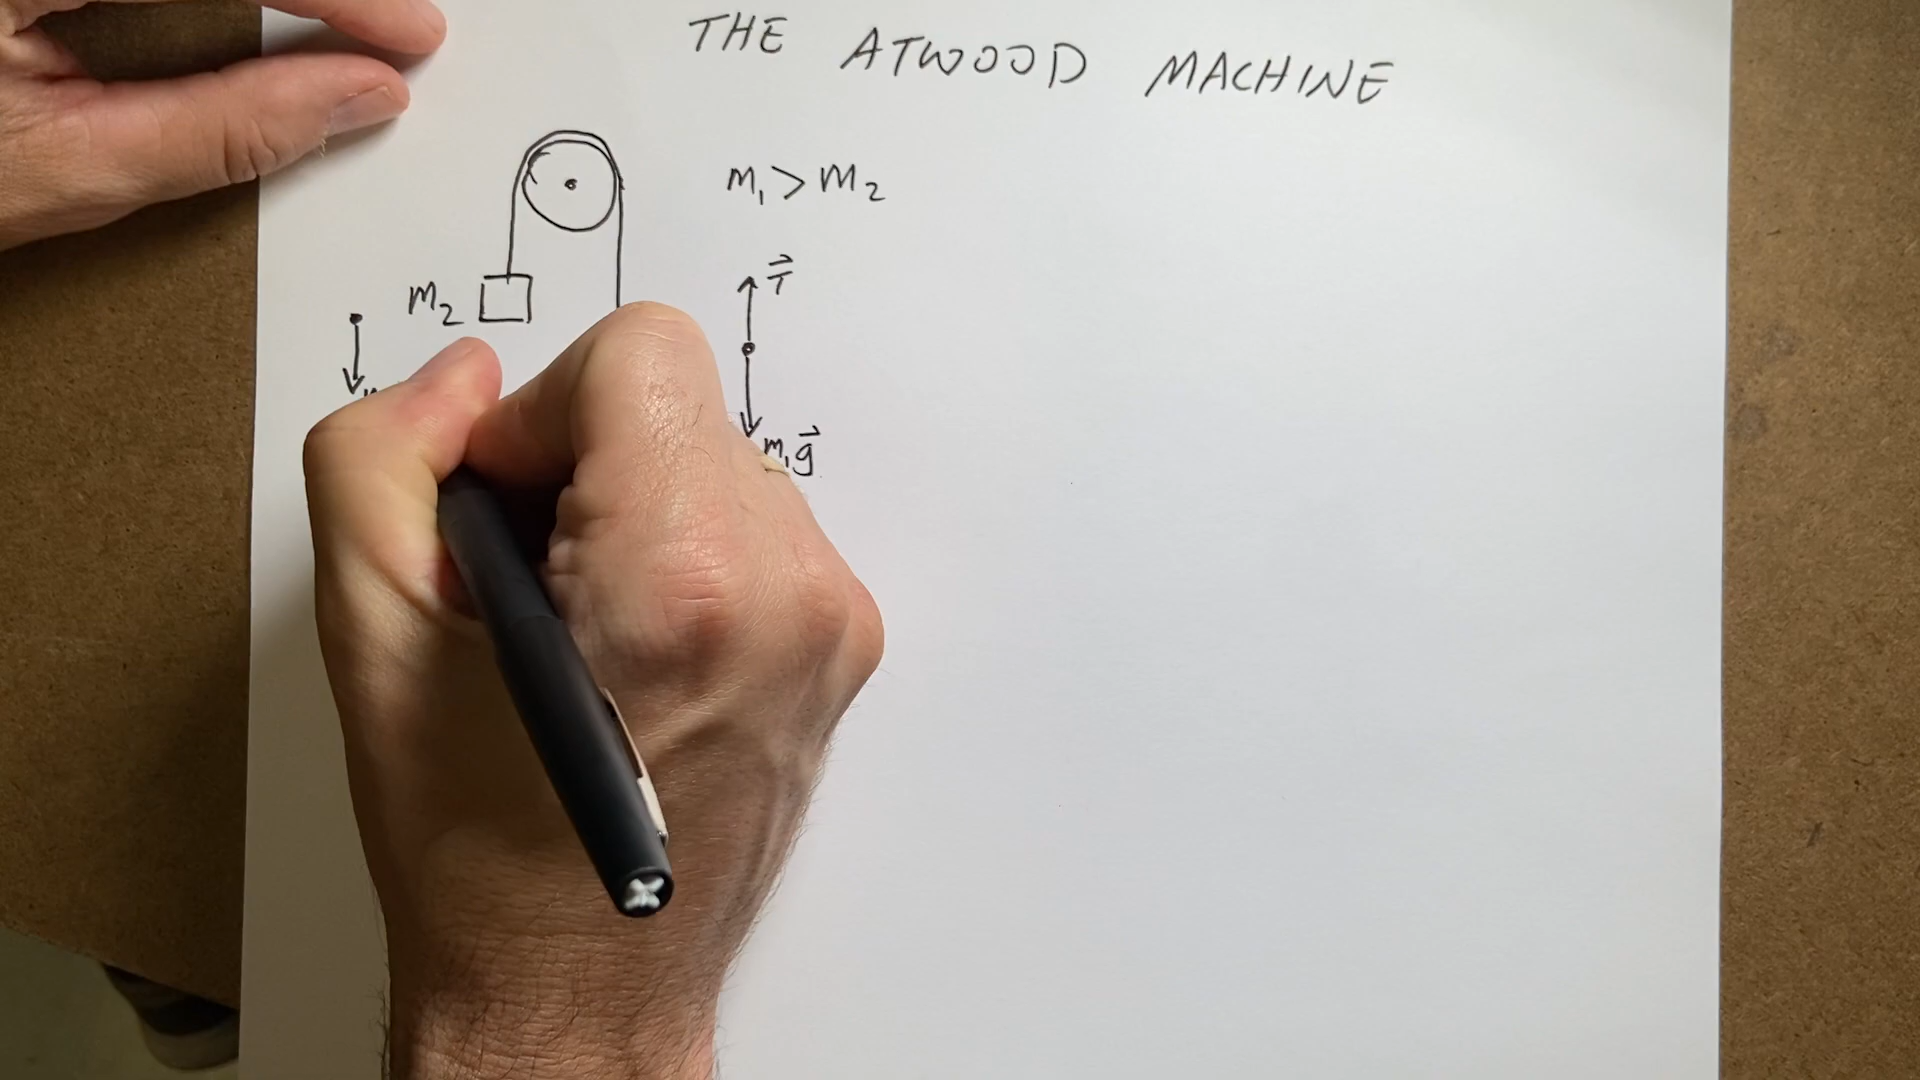 THE ATWOOD MACHINE
m₁ > m₂
T⃗
m₂
m₁g⃗